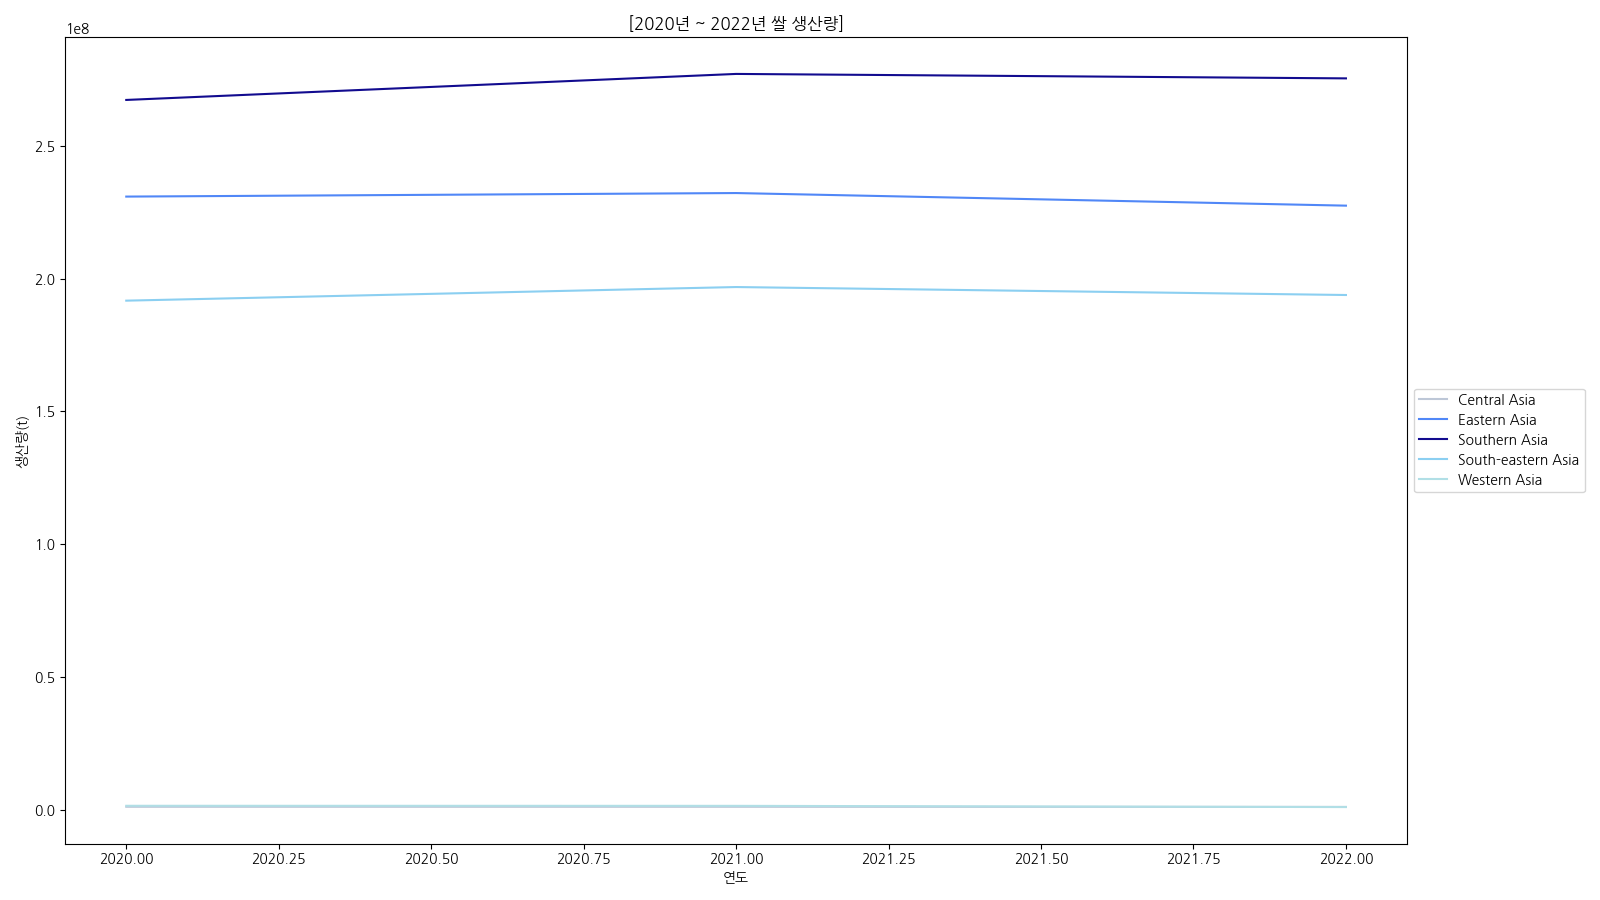 [2020년 ~ 2022년 쌀 생산량]
1e8
2.5
2.0
1.5
1.0
0.5
0.0
생산량(t)
2020.00 2020.25 2020.50 2020.75 2021.00 2021.25 2021.50 2021.75 2022.00
연도
Central Asia
Eastern Asia
Southern Asia
South-eastern Asia
Western Asia